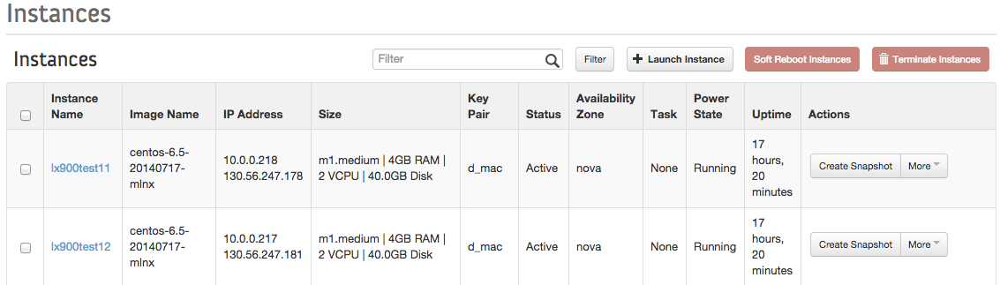 Instances
Instances
Filter
Filter
Launch Instance
Soft Reboot Instances
Terminate Instances
Instance
Name
Image Name
IP Address
Size
Key
Pair
Status
Availability
Zone
Task
Power
State
Uptime
Actions
lx900test11
centos-6.5-
20140717-
mlnx
10.0.0.218
130.56.247.178
m1.medium | 4GB RAM |
2 VCPU | 40.0GB Disk
d_mac
Active
nova
None
Running
17
hours,
20
minutes
Create Snapshot
More
lx900test12
centos-6.5-
20140717-
mlnx
10.0.0.217
130.56.247.181
m1.medium | 4GB RAM |
2 VCPU | 40.0GB Disk
d_mac
Active
nova
None
Running
17
hours,
20
minutes
Create Snapshot
More